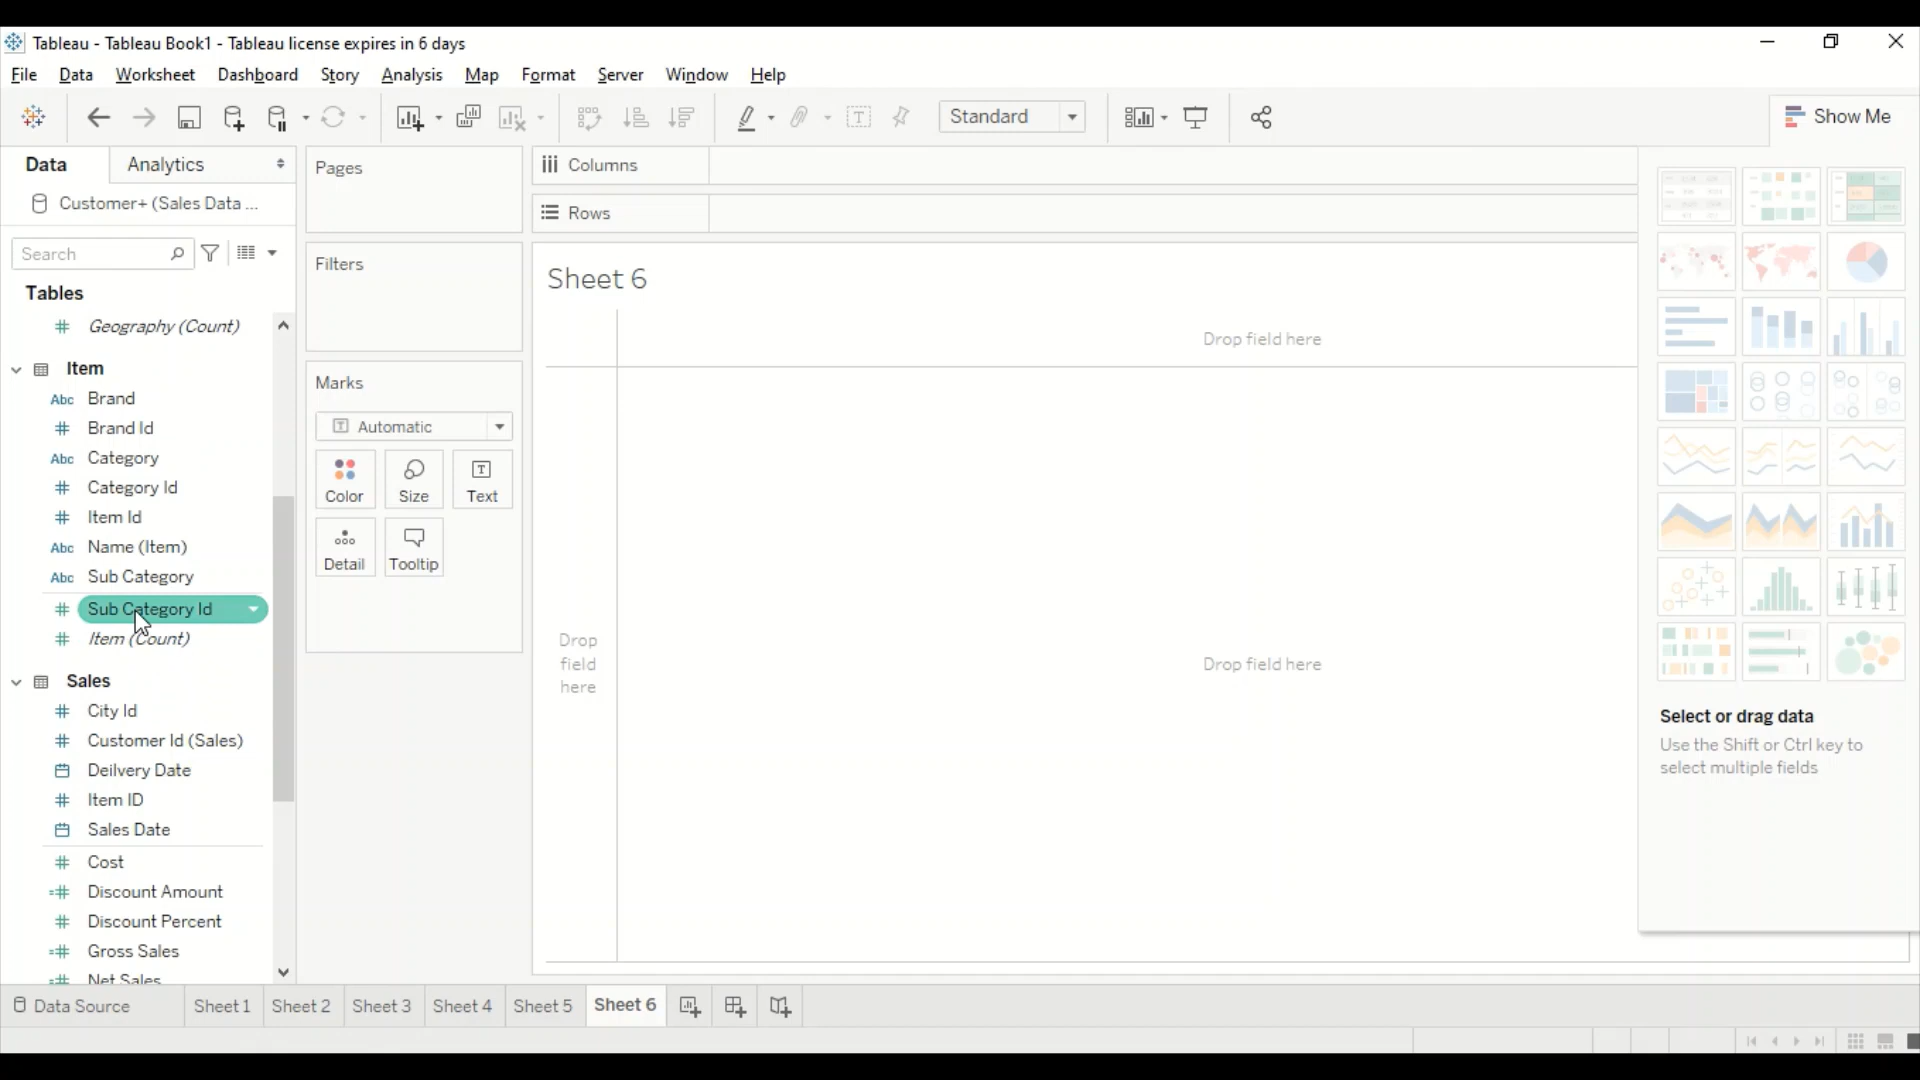 Tableau - Tableau Book1 - Tableau license expires in 6 days
File Data Worksheet Dashboard Story Analysis Map Format Server Window Help
Standard
Show Me
Data Analytics
Customer+ (Sales Data ...
Search
Tables
Geography (Count)
Item
Abc Brand
Brand Id
Abc Category
Category Id
Item Id
Abc Name (Item)
Abc Sub Category
Sub Category Id
Item (Count)
Sales
City Id
Customer Id (Sales)
Deilvery Date
Item ID
Sales Date
Cost
Discount Amount
Discount Percent
Gross Sales
Net Sales
Pages
Filters
Marks
Automatic
Color Size Text
Detail Tooltip
Columns
Rows
Sheet 6
Drop field here
Drop
field
here
Drop field here
Select or drag data
Use the Shift or Ctrl key to
select multiple fields
Data Source Sheet 1 Sheet 2 Sheet 3 Sheet 4 Sheet 5 Sheet 6